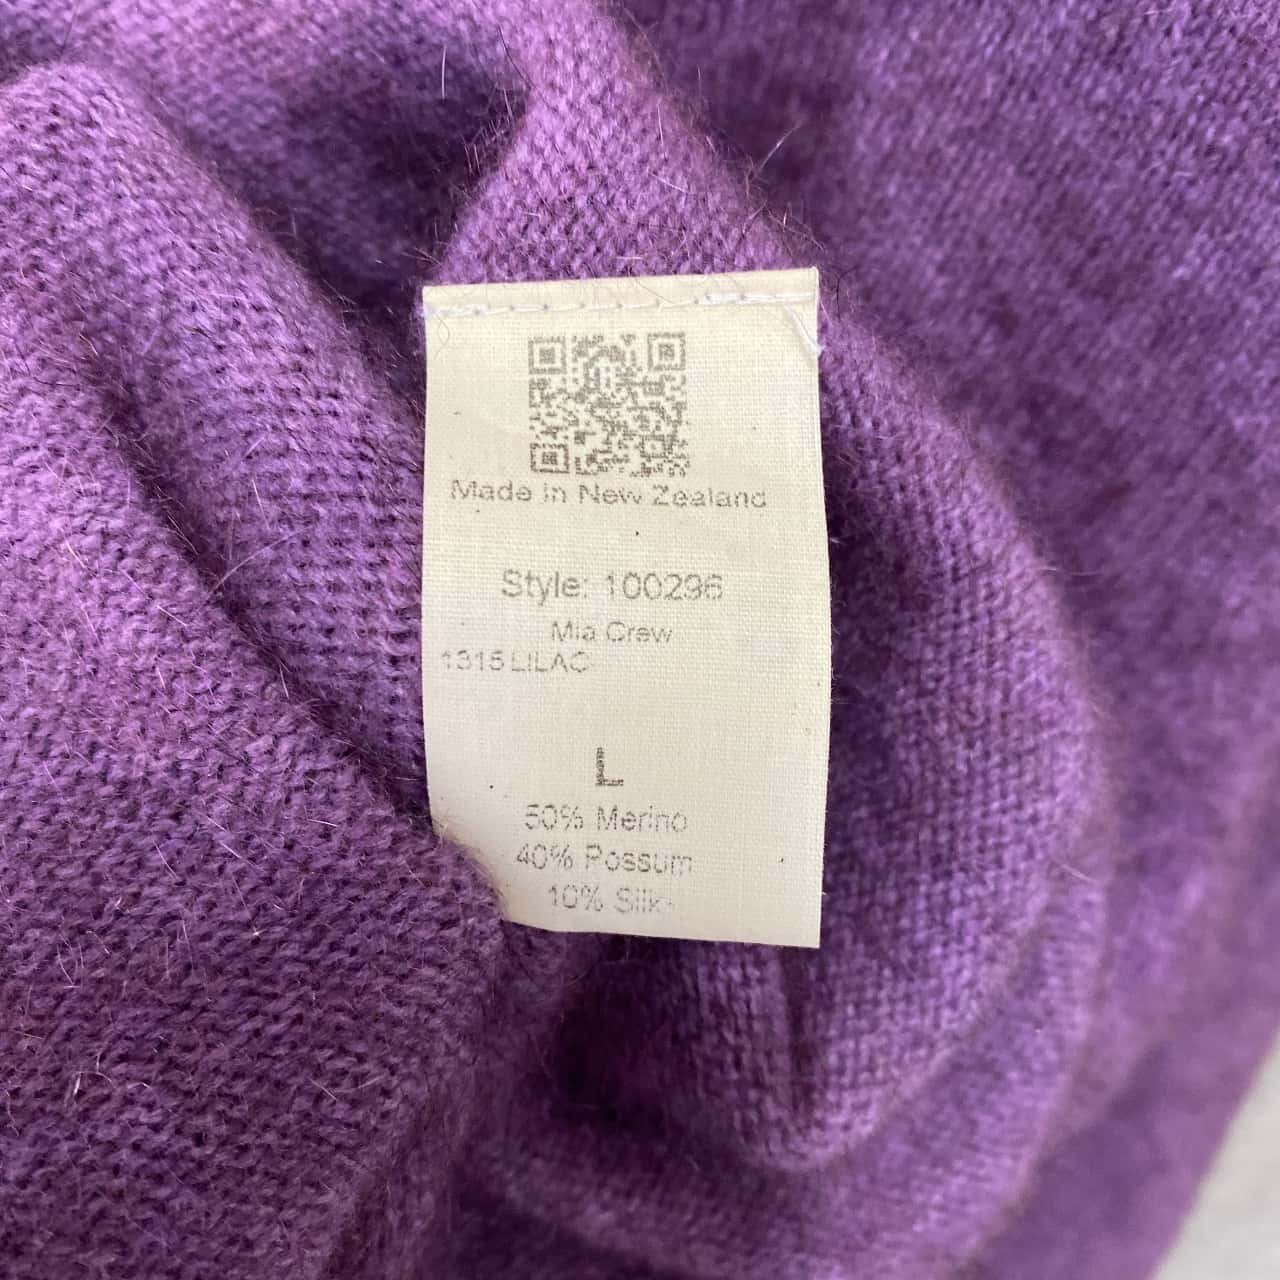 Made in New Zealand
Style: 100296
Mia Crew
1315 LILAC
L
50% Merino
40% Possum
10% Silk